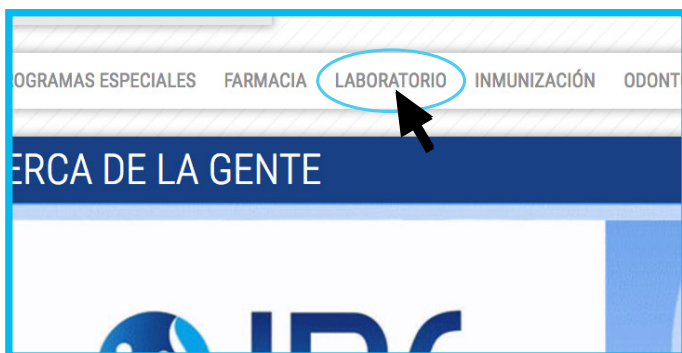 OGRAMAS ESPECIALES FARMACIA LABORATORIO INMUNIZACIÓN ODONT
ERCA DE LA GENTE